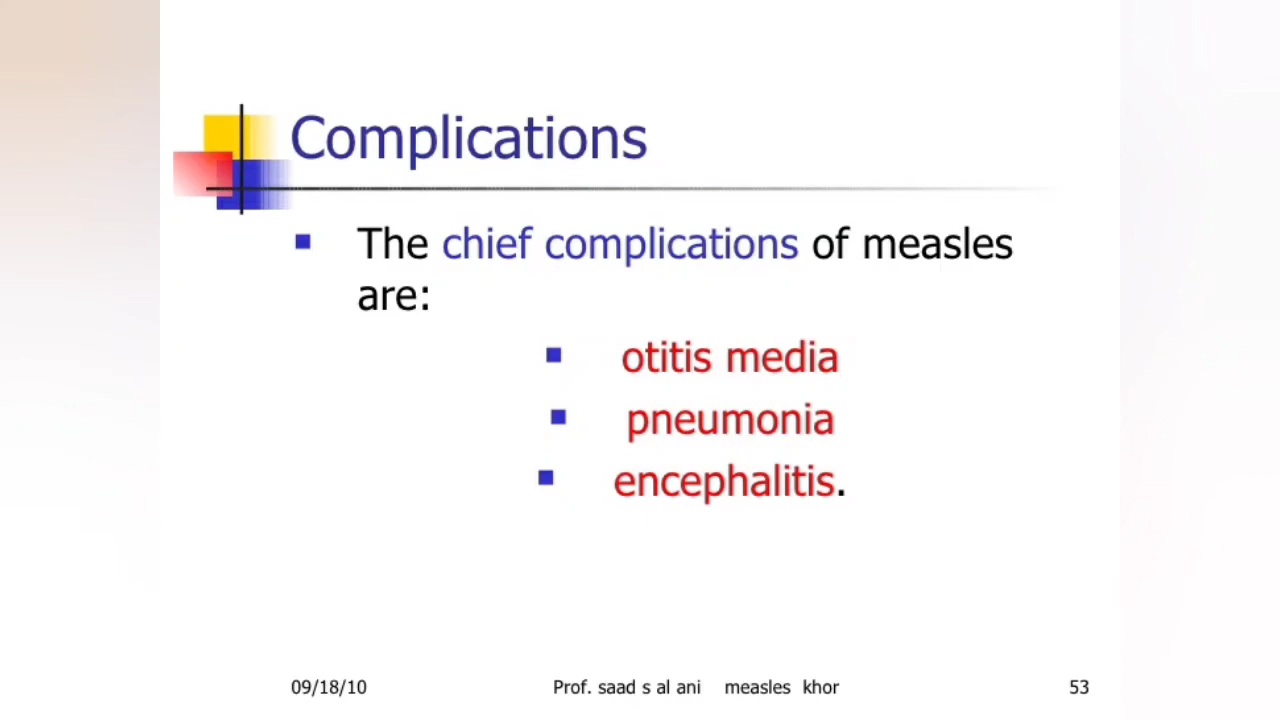 Complications
The chief complications of measles
are:
otitis media
pneumonia
encephalitis.
09/18/10 Prof. saad s al ani measles khor 53